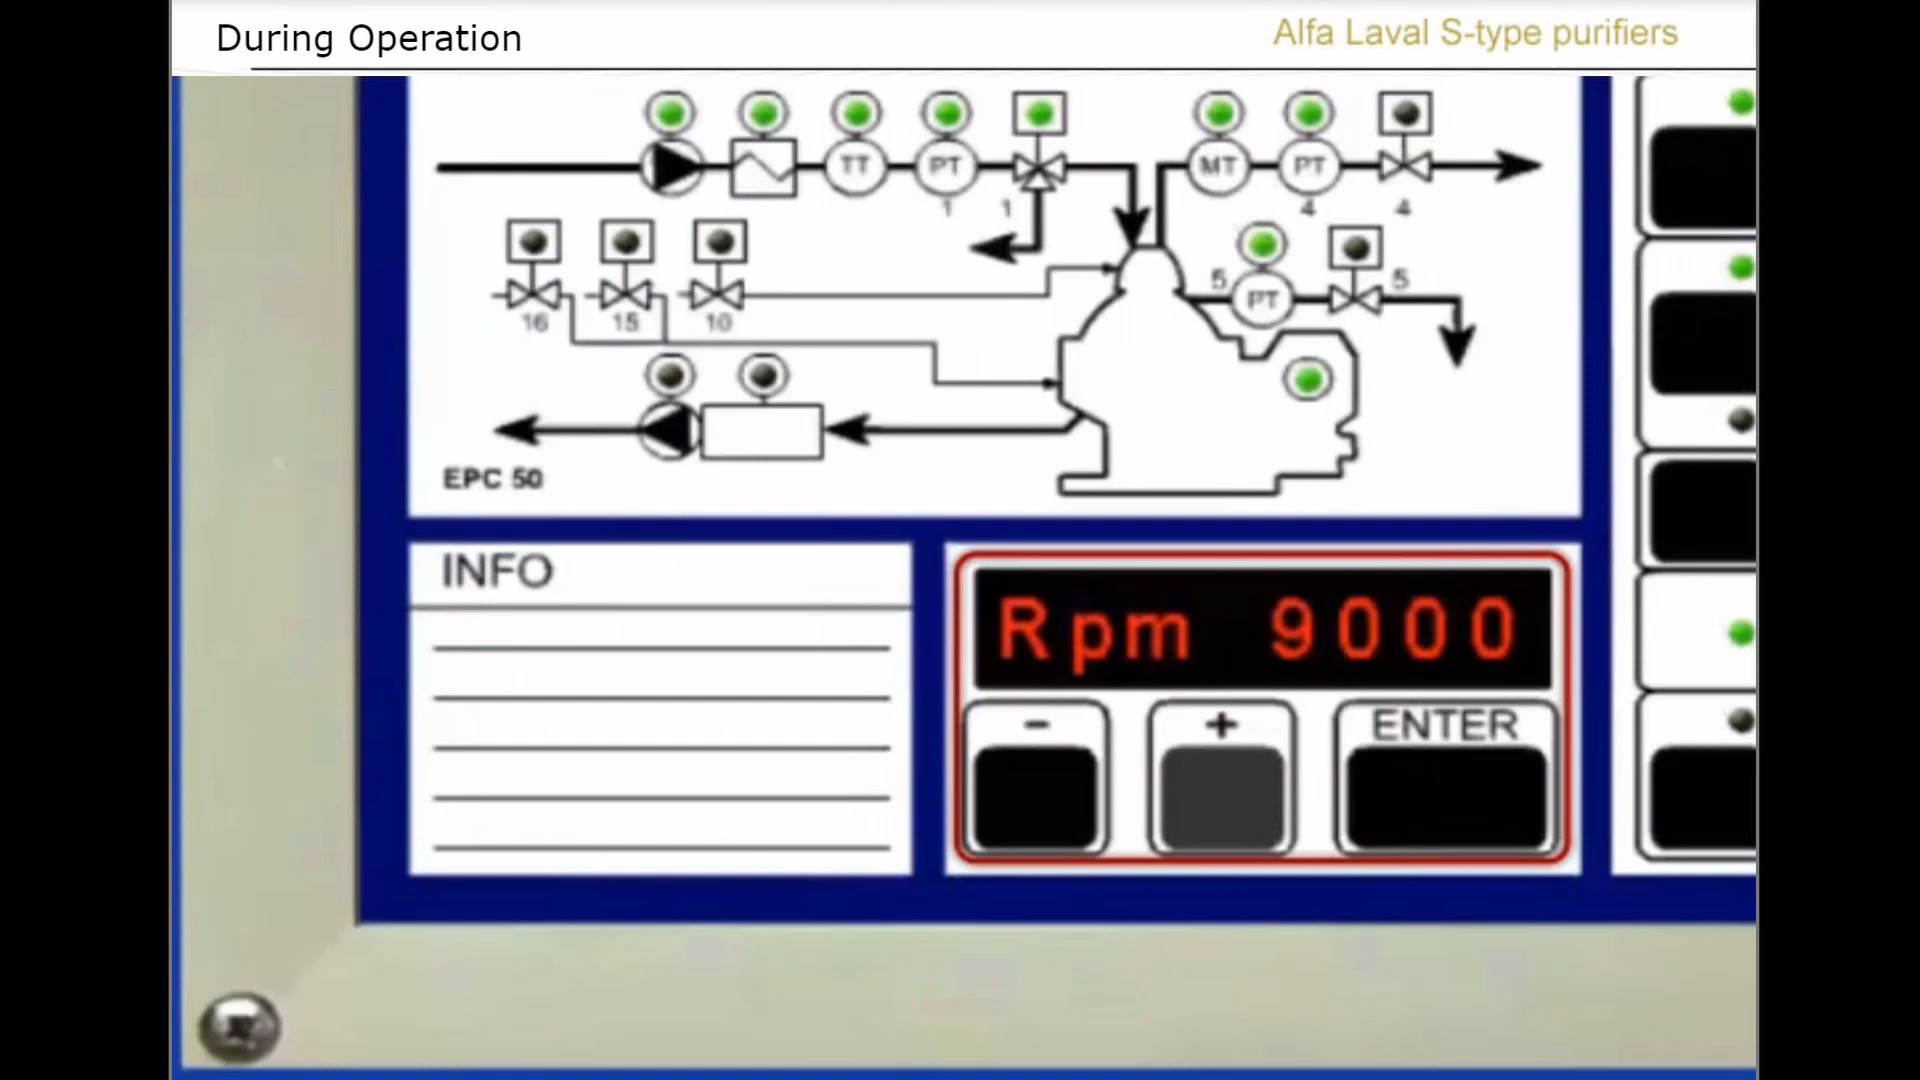 During Operation
Alfa Laval S-type purifiers
TT PT MT PT
1 1 4 4
5 PT 5
16 15 10
EPC 50
INFO
Rpm 9000
- + ENTER